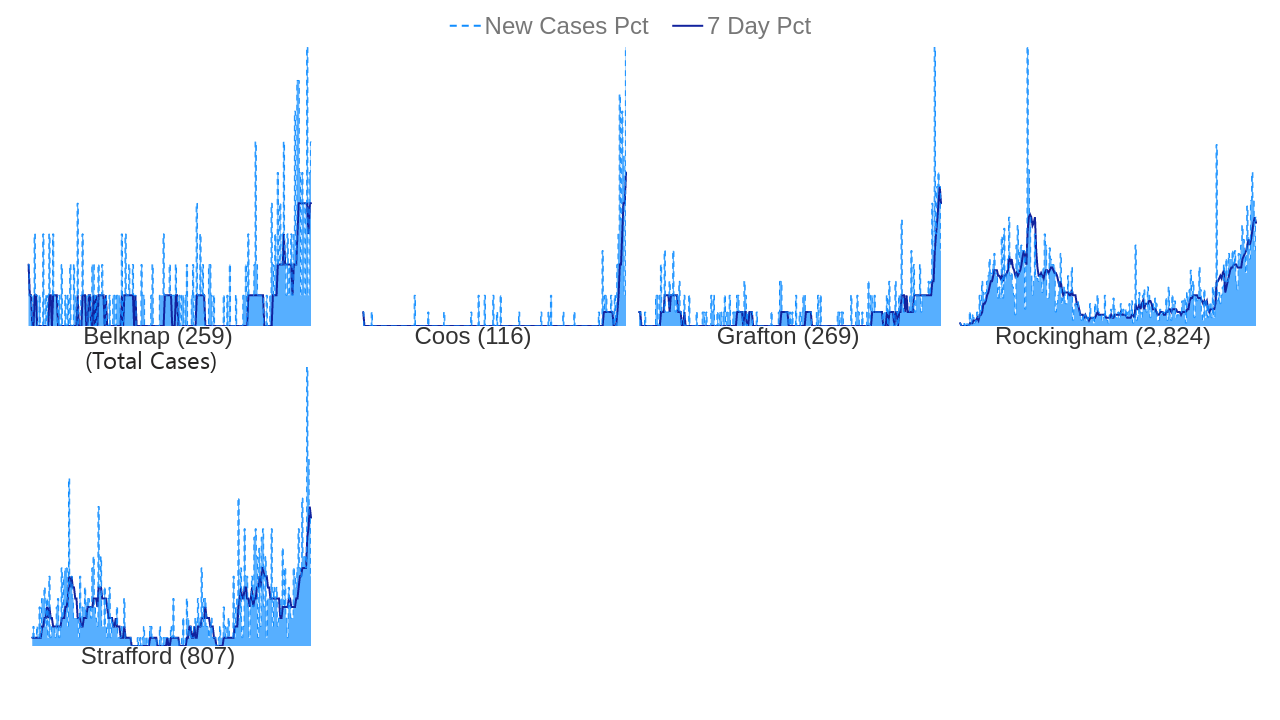 New Cases Pct 7 Day Pct
Belknap (259) Coos (116) Grafton (269) Rockingham (2,824)
(Total Cases)
Strafford (807)